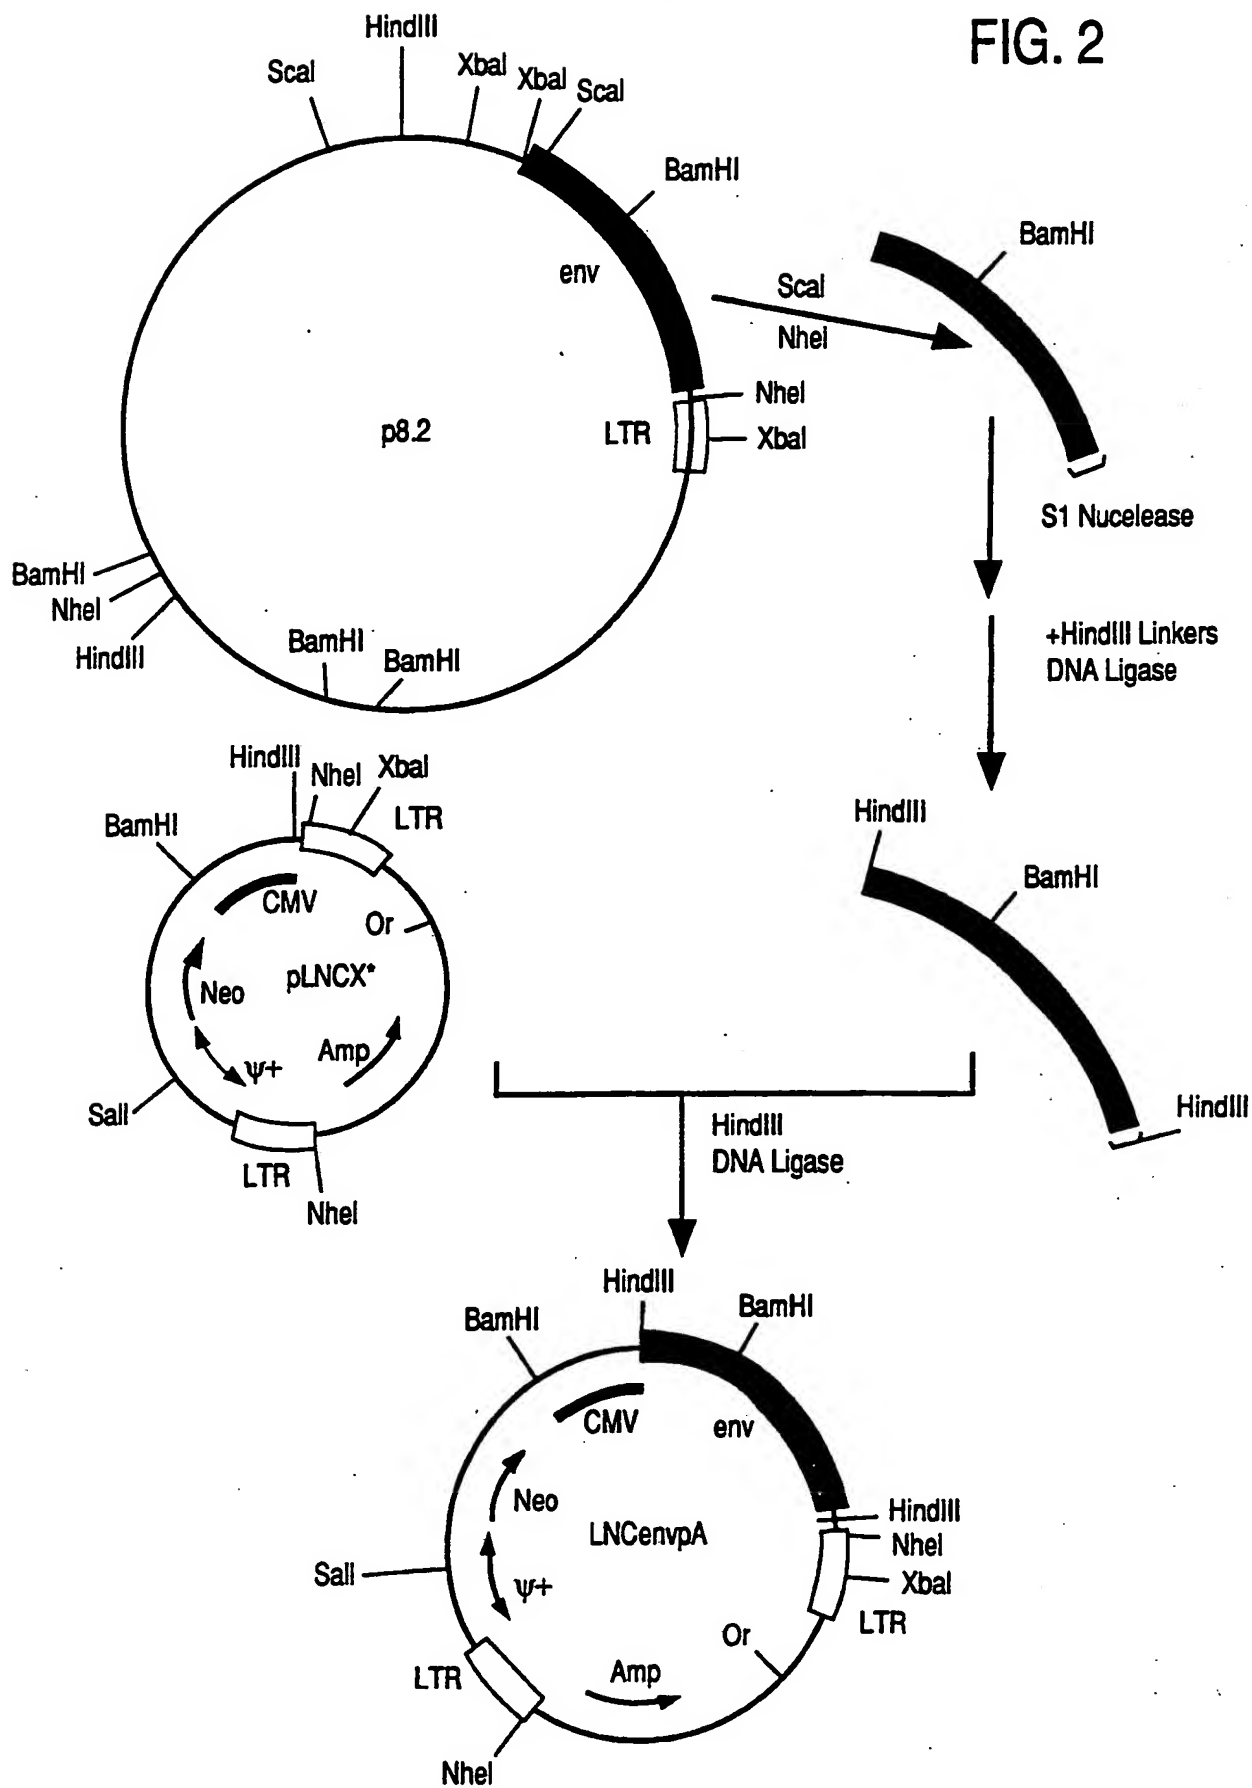 FIG. 2
HindIII
ScaI
XbaI
XbaI
ScaI
BamHI
env
p8.2
NheI
LTR
XbaI
BamHI
NheI
HindIII
BamHI
BamHI
ScaI
NheI
BamHI
S1 Nucelease
+HindIII Linkers
DNA Ligase
HindIII
NheI
XbaI
LTR
BamHI
CMV
Or
pLNCX*
Neo
Amp
ψ+
SalI
LTR
NheI
HindIII
BamHI
HindIII
HindIII
DNA Ligase
HindIII
BamHI
BamHI
CMV
env
Neo
LNCenvpA
HindIII
NheI
XbaI
LTR
SalI
ψ+
Or
LTR
Amp
NheI